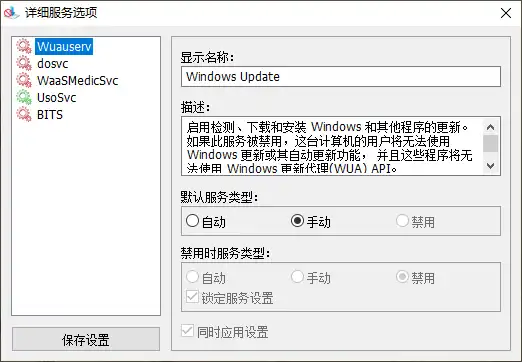 详细服务选项
Wuauserv
dosvc
WaaSMedicSvc
UsoSvc
BITS
保存设置
显示名称：
Windows Update
描述：
启用检测、下载和安装 Windows 和其他程序的更新。
如果此服务被禁用，这台计算机的用户将无法使用
Windows 更新或其自动更新功能，并且这些程序将无
法使用 Windows 更新代理(WUA) API。
默认服务类型：
自动 手动 禁用
禁用时服务类型：
自动 手动 禁用
锁定服务设置
同时应用设置